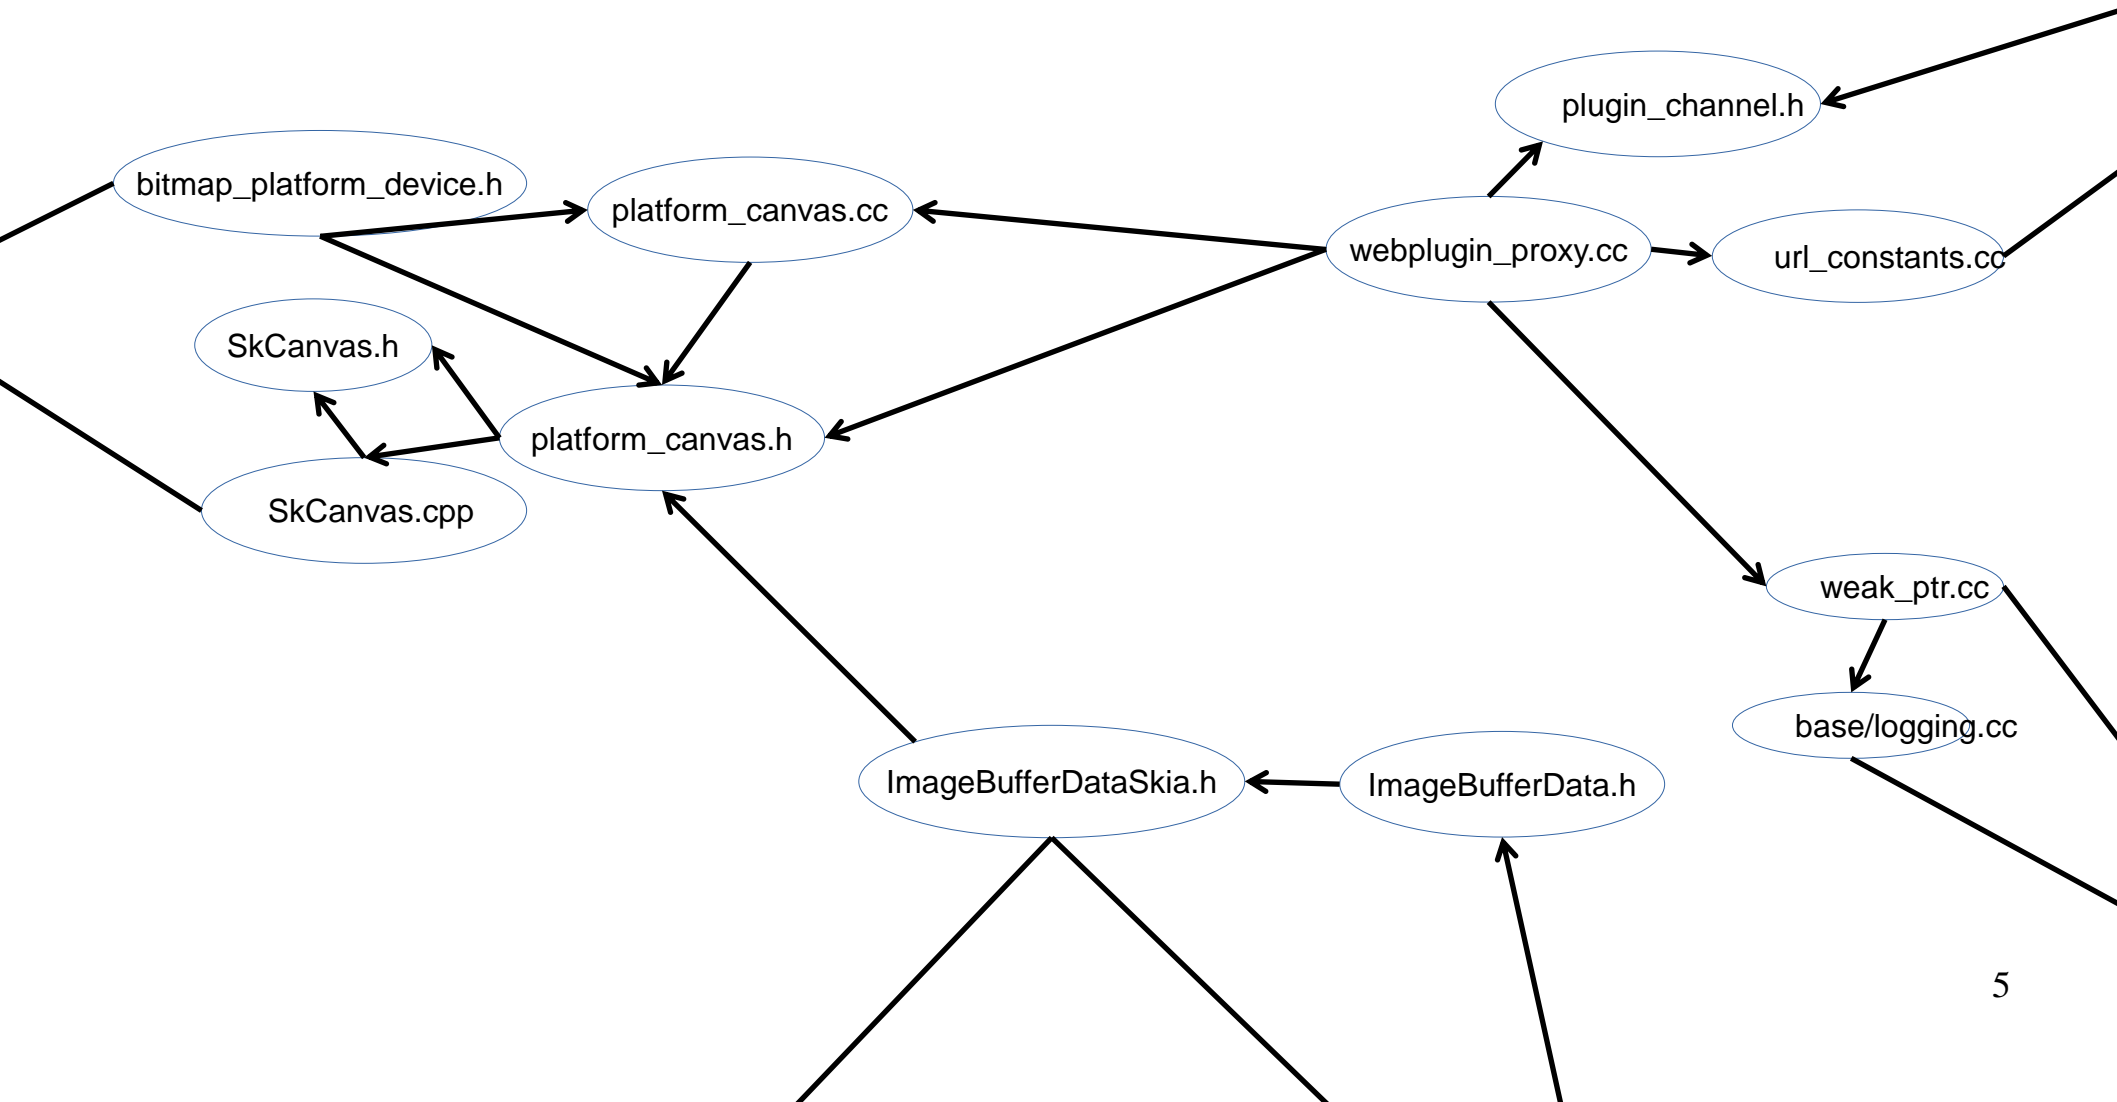 plugin_channel.h
bitmap_platform_device.h
platform_canvas.cc
webplugin_proxy.cc
url_constants.cc
SkCanvas.h
platform_canvas.h
SkCanvas.cpp
weak_ptr.cc
base/logging.cc
ImageBufferDataSkia.h
ImageBufferData.h
5